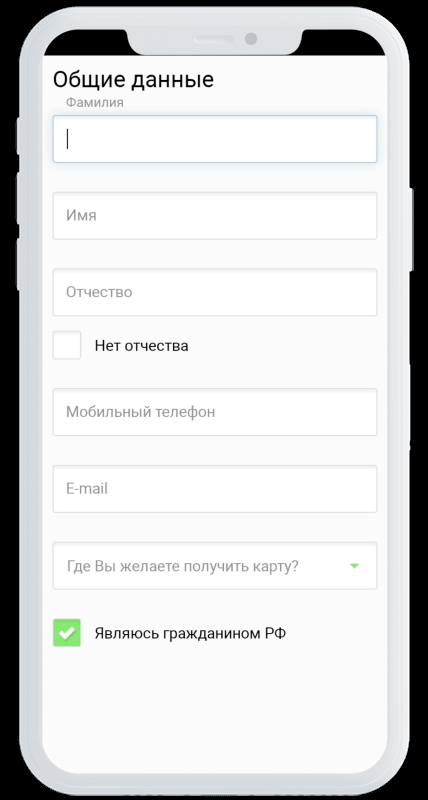 Общие данные
Фамилия
Имя
Отчество
Нет отчества
Мобильный телефон
E-mail
Где Вы желаете получить карту?
Являюсь гражданином РФ